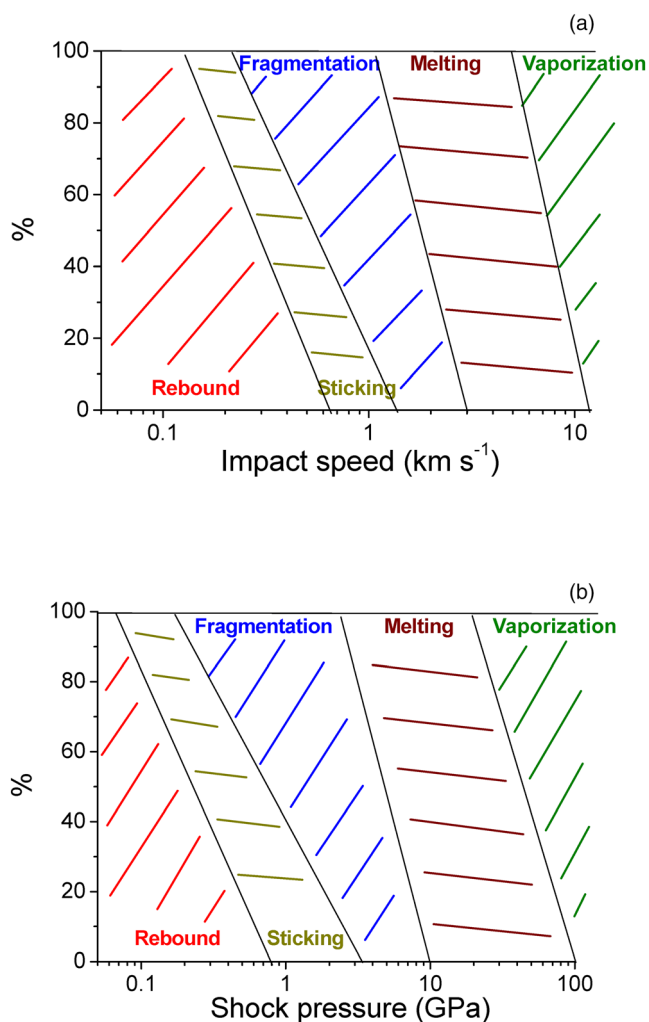 (a)
100
Fragmentation Melting Vaporization
80
60
%
40
20
Rebound Sticking
0
0.1 1 10
Impact speed (km s⁻¹)
(b)
100
Fragmentation Melting Vaporization
80
60
%
40
20
Rebound Sticking
0
0.1 1 10 100
Shock pressure (GPa)